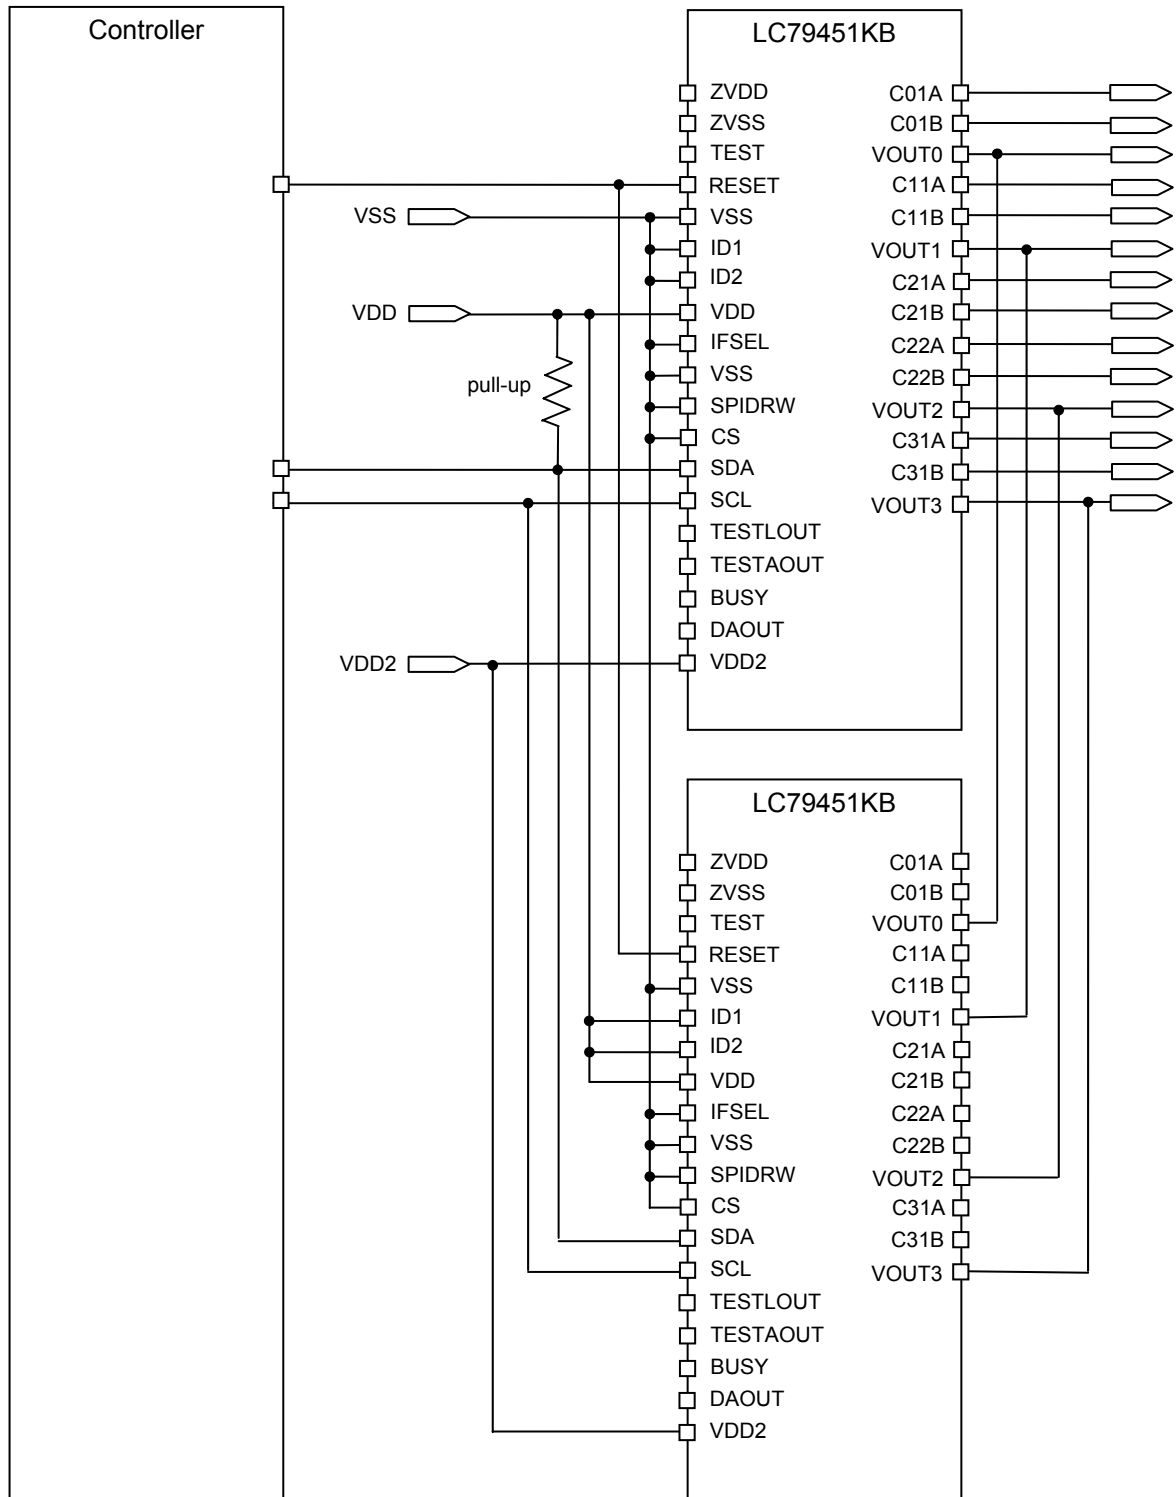 Controller
LC79451KB
ZVDD
C01A
ZVSS
C01B
TEST
VOUT0
RESET
C11A
VSS
VSS
C11B
ID1
VOUT1
ID2
C21A
VDD
VDD
C21B
IFSEL
C22A
pull-up
VSS
C22B
SPIDRW
VOUT2
CS
C31A
SDA
C31B
SCL
VOUT3
TESTLOUT
TESTAOUT
BUSY
DAOUT
VDD2
VDD2
LC79451KB
ZVDD
C01A
ZVSS
C01B
TEST
VOUT0
RESET
C11A
VSS
C11B
ID1
VOUT1
ID2
C21A
VDD
C21B
IFSEL
C22A
VSS
C22B
SPIDRW
VOUT2
CS
C31A
SDA
C31B
SCL
VOUT3
TESTLOUT
TESTAOUT
BUSY
DAOUT
VDD2